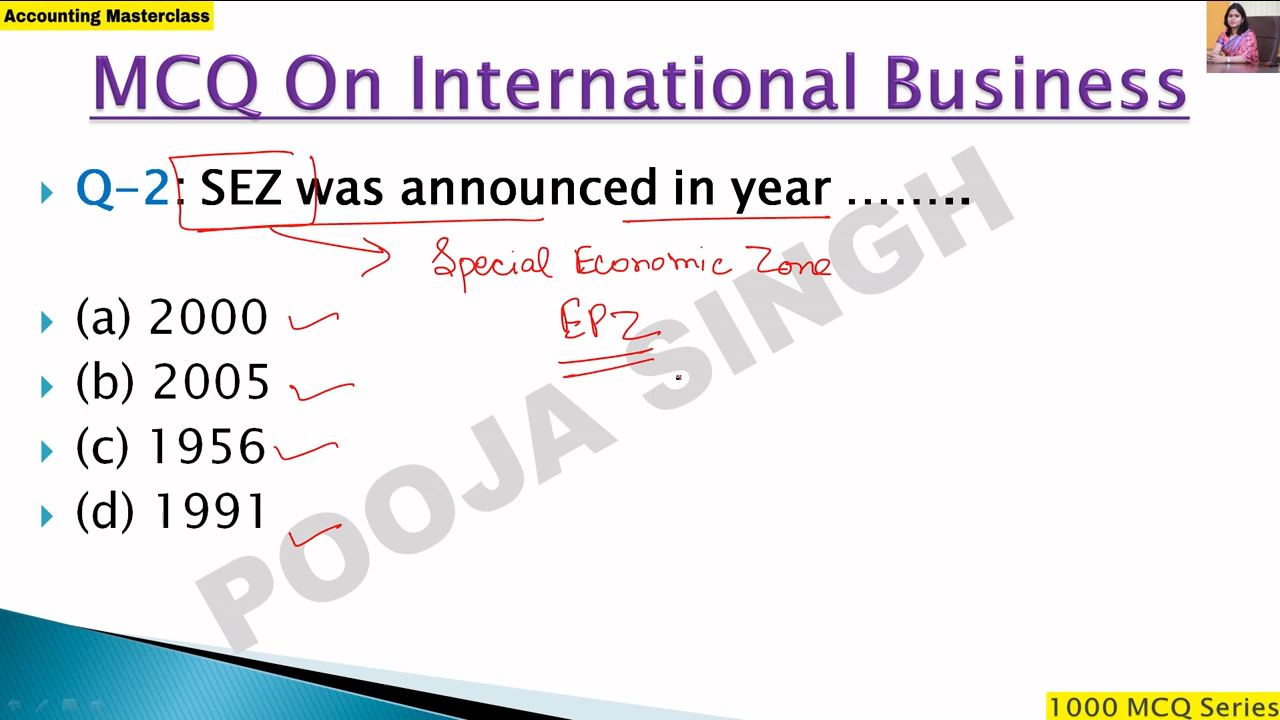 Accounting Masterclass
MCQ On International Business
Q-2: SEZ was announced in year ........
Special Economic Zone
(a) 2000
EPZ
(b) 2005
(c) 1956
(d) 1991
POOJA SINGH
1000 MCQ Series